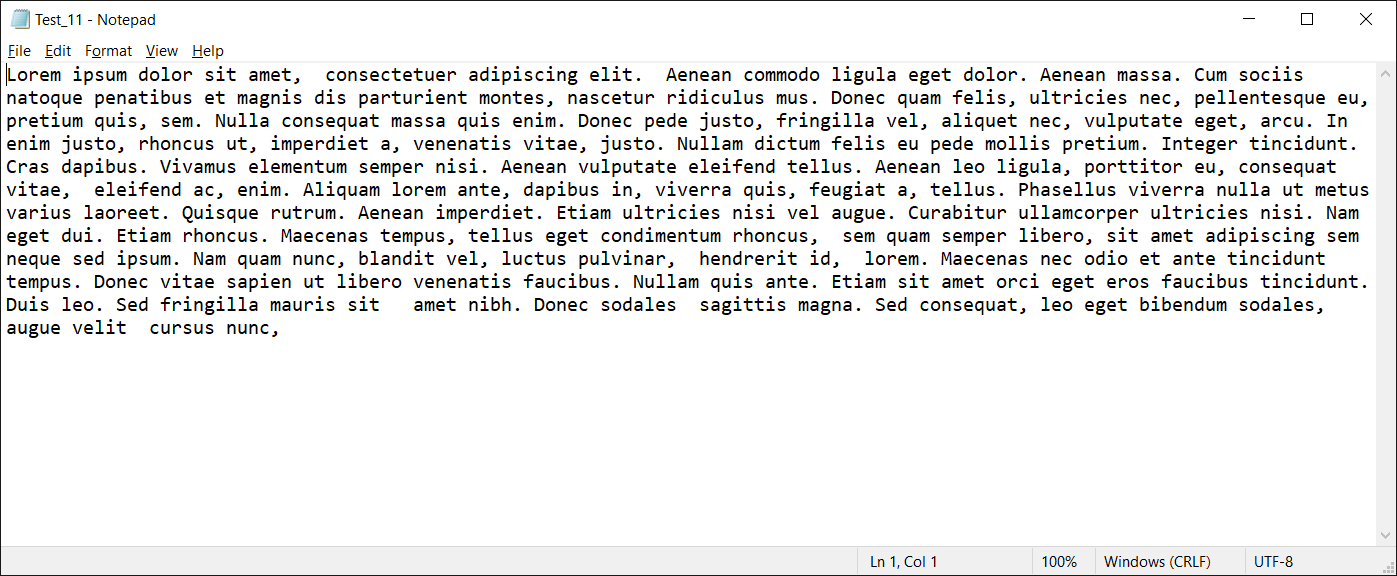 Test_11 - Notepad
File Edit Format View Help
Lorem ipsum dolor sit amet,  consectetuer adipiscing elit.  Aenean commodo ligula eget dolor. Aenean massa. Cum sociis
natoque penatibus et magnis dis parturient montes, nascetur ridiculus mus. Donec quam felis, ultricies nec, pellentesque eu,
pretium quis, sem. Nulla consequat massa quis enim. Donec pede justo, fringilla vel, aliquet nec, vulputate eget, arcu. In
enim justo, rhoncus ut, imperdiet a, venenatis vitae, justo. Nullam dictum felis eu pede mollis pretium. Integer tincidunt.
Cras dapibus. Vivamus elementum semper nisi. Aenean vulputate eleifend tellus. Aenean leo ligula, porttitor eu, consequat
vitae,  eleifend ac, enim. Aliquam lorem ante, dapibus in, viverra quis, feugiat a, tellus. Phasellus viverra nulla ut metus
varius laoreet. Quisque rutrum. Aenean imperdiet. Etiam ultricies nisi vel augue. Curabitur ullamcorper ultricies nisi. Nam
eget dui. Etiam rhoncus. Maecenas tempus, tellus eget condimentum rhoncus,  sem quam semper libero, sit amet adipiscing sem
neque sed ipsum. Nam quam nunc, blandit vel, luctus pulvinar,  hendrerit id,  lorem. Maecenas nec odio et ante tincidunt
tempus. Donec vitae sapien ut libero venenatis faucibus. Nullam quis ante. Etiam sit amet orci eget eros faucibus tincidunt.
Duis leo. Sed fringilla mauris sit   amet nibh. Donec sodales  sagittis magna. Sed consequat, leo eget bibendum sodales,
augue velit  cursus nunc,
Ln 1, Col 1 100% Windows (CRLF) UTF-8